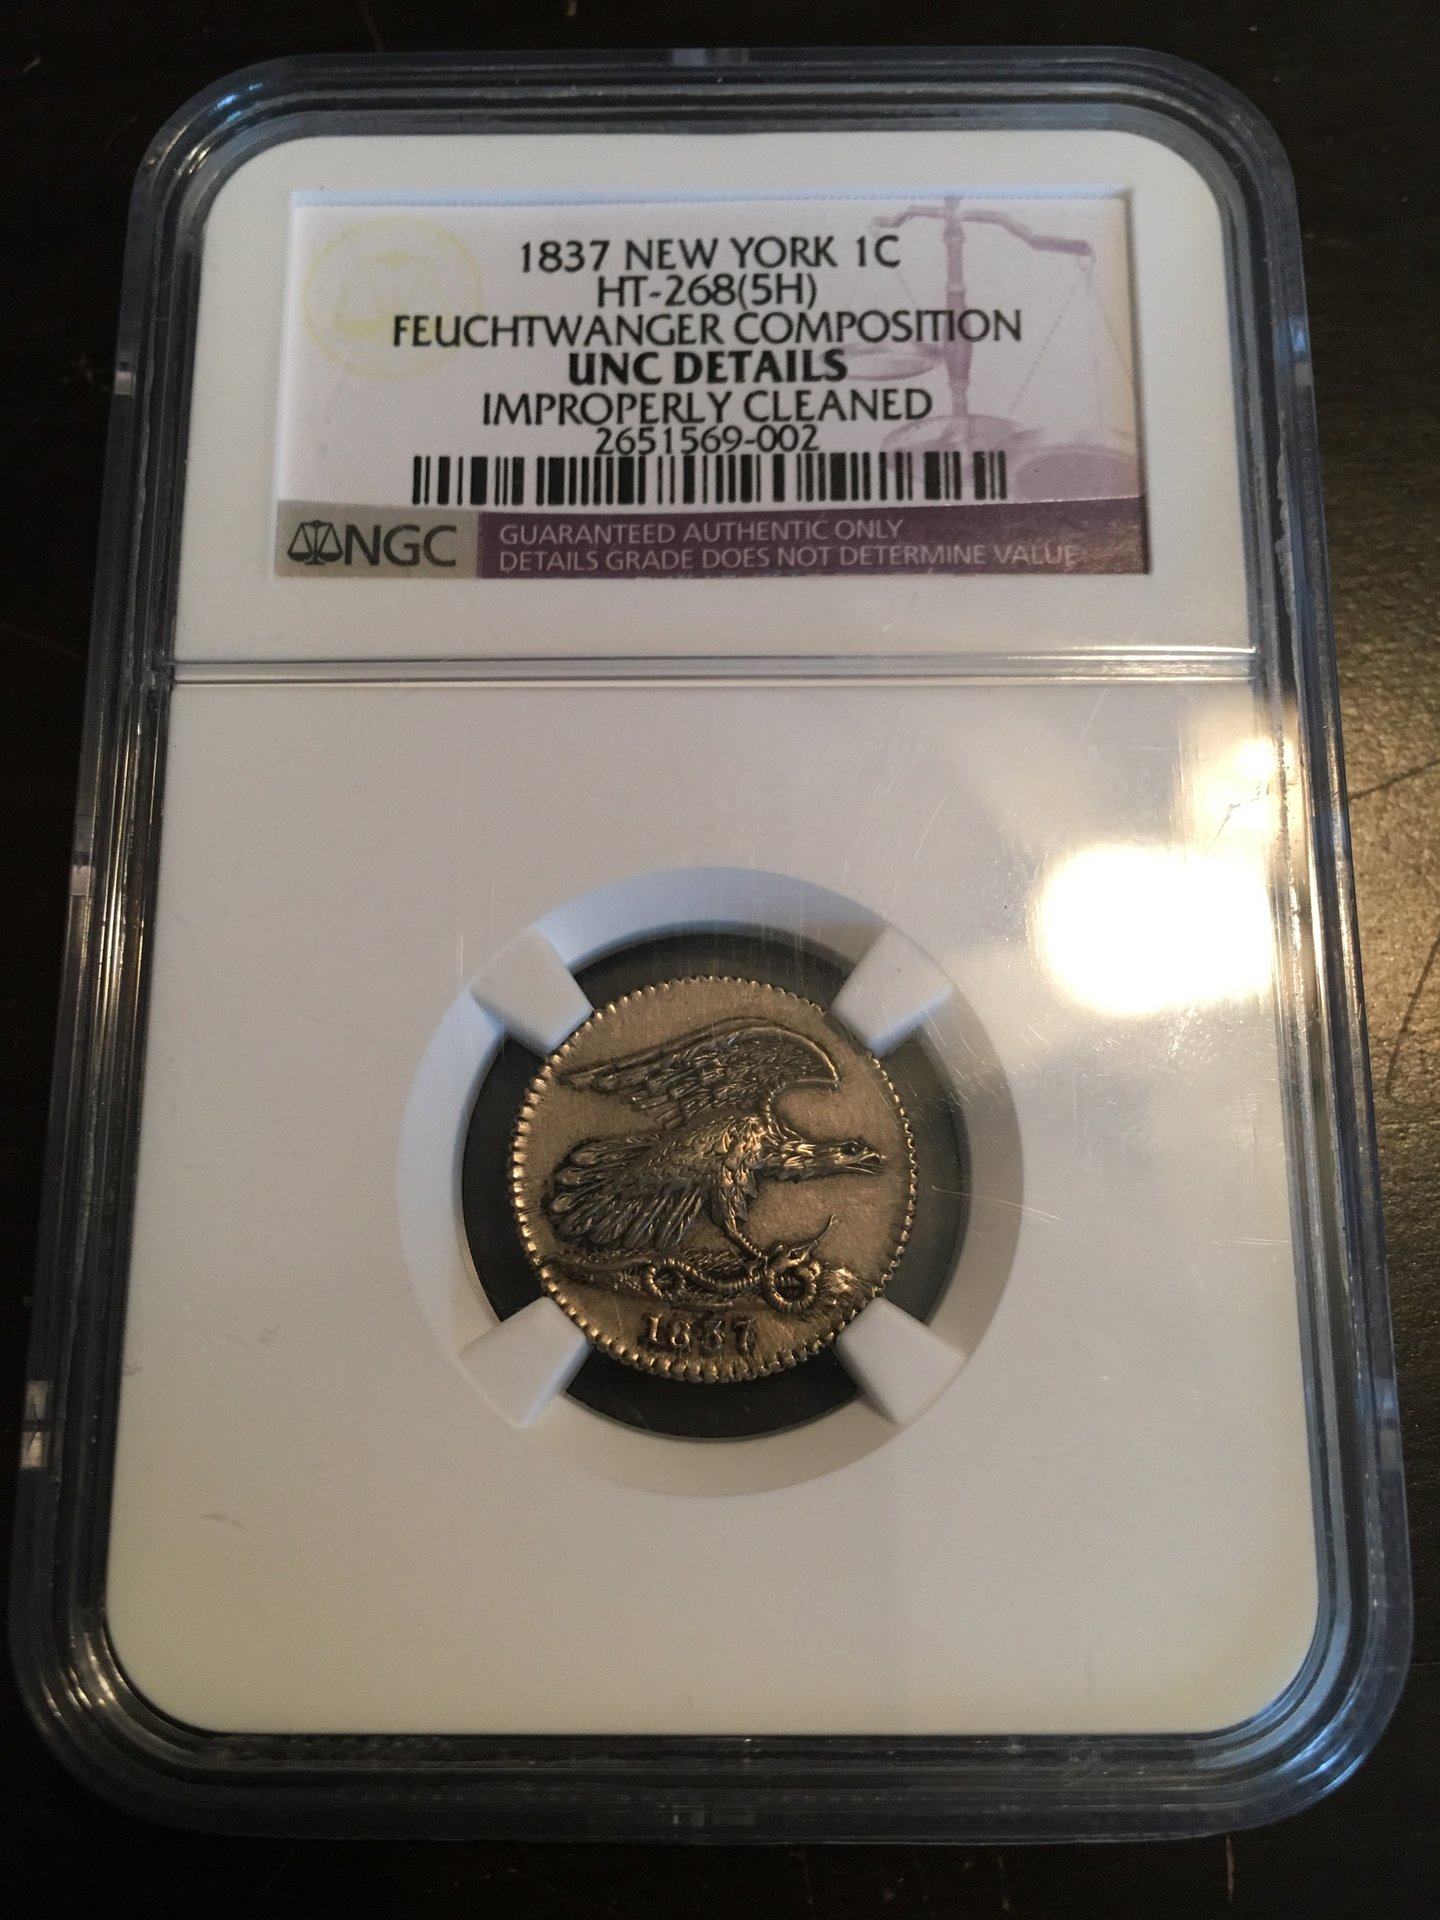 1837 NEW YORK 1C
HT-268(5H)
FEUCHTWANGER COMPOSITION
UNC DETAILS
IMPROPERLY CLEANED
2651569-002
NGC
GUARANTEED AUTHENTIC ONLY
DETAILS GRADE DOES NOT DETERMINE VALUE
1837